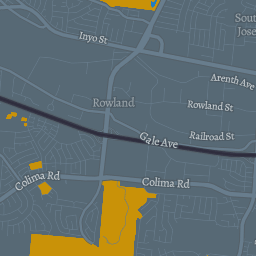 South
Jose
Inyo St
Arenth Ave
Rowland
Rowland St
Railroad St
Gale Ave
Colima Rd
Colima Rd